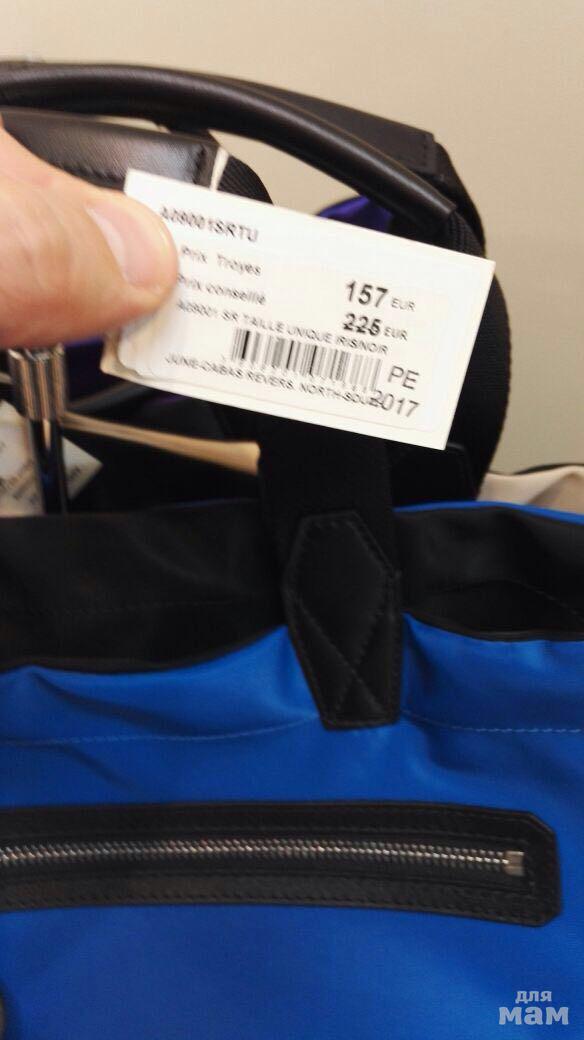 A09001SRTU
Prix Troyes 157 EUR
Prix conseillé 225 EUR
A09001 SR TAILLE UNIQUE IRISNOIR
PE
JUNE-CABAS REVERS. NORTH-SOU
2017
для
мам